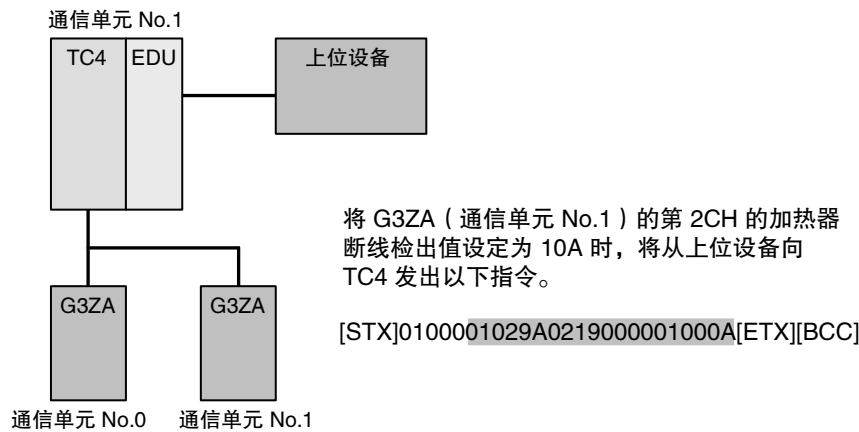 通信单元 No.1
TC4
EDU
上位设备
将 G3ZA（通信单元 No.1）的第 2CH 的加热器
断线检出值设定为 10A 时，将从上位设备向
TC4 发出以下指令。
[STX]0100001029A0219000001000A[ETX][BCC]
G3ZA
G3ZA
通信单元 No.0
通信单元 No.1